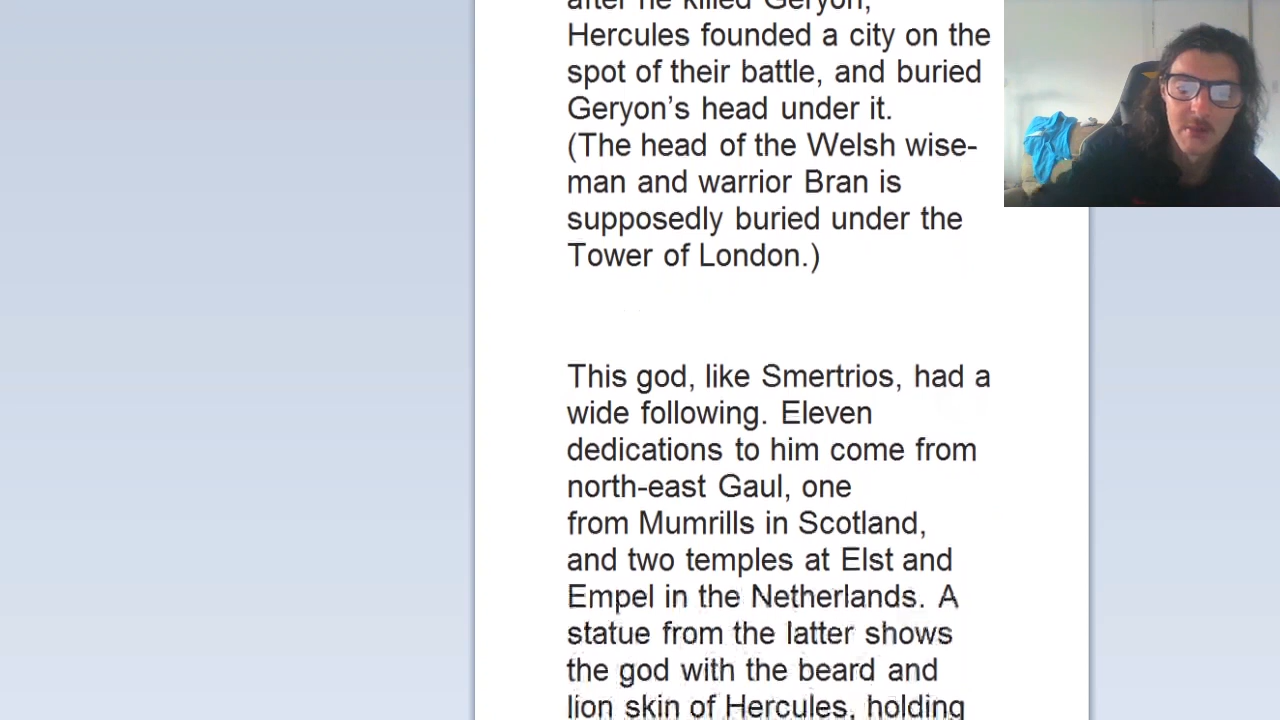 after he killed Geryon,
Hercules founded a city on the
spot of their battle, and buried
Geryon's head under it.
(The head of the Welsh wise-
man and warrior Bran is
supposedly buried under the
Tower of London.)
This god, like Smertrios, had a
wide following. Eleven
dedications to him come from
north-east Gaul, one
from Mumrills in Scotland,
and two temples at Elst and
Empel in the Netherlands. A
statue from the latter shows
the god with the beard and
lion skin of Hercules, holding